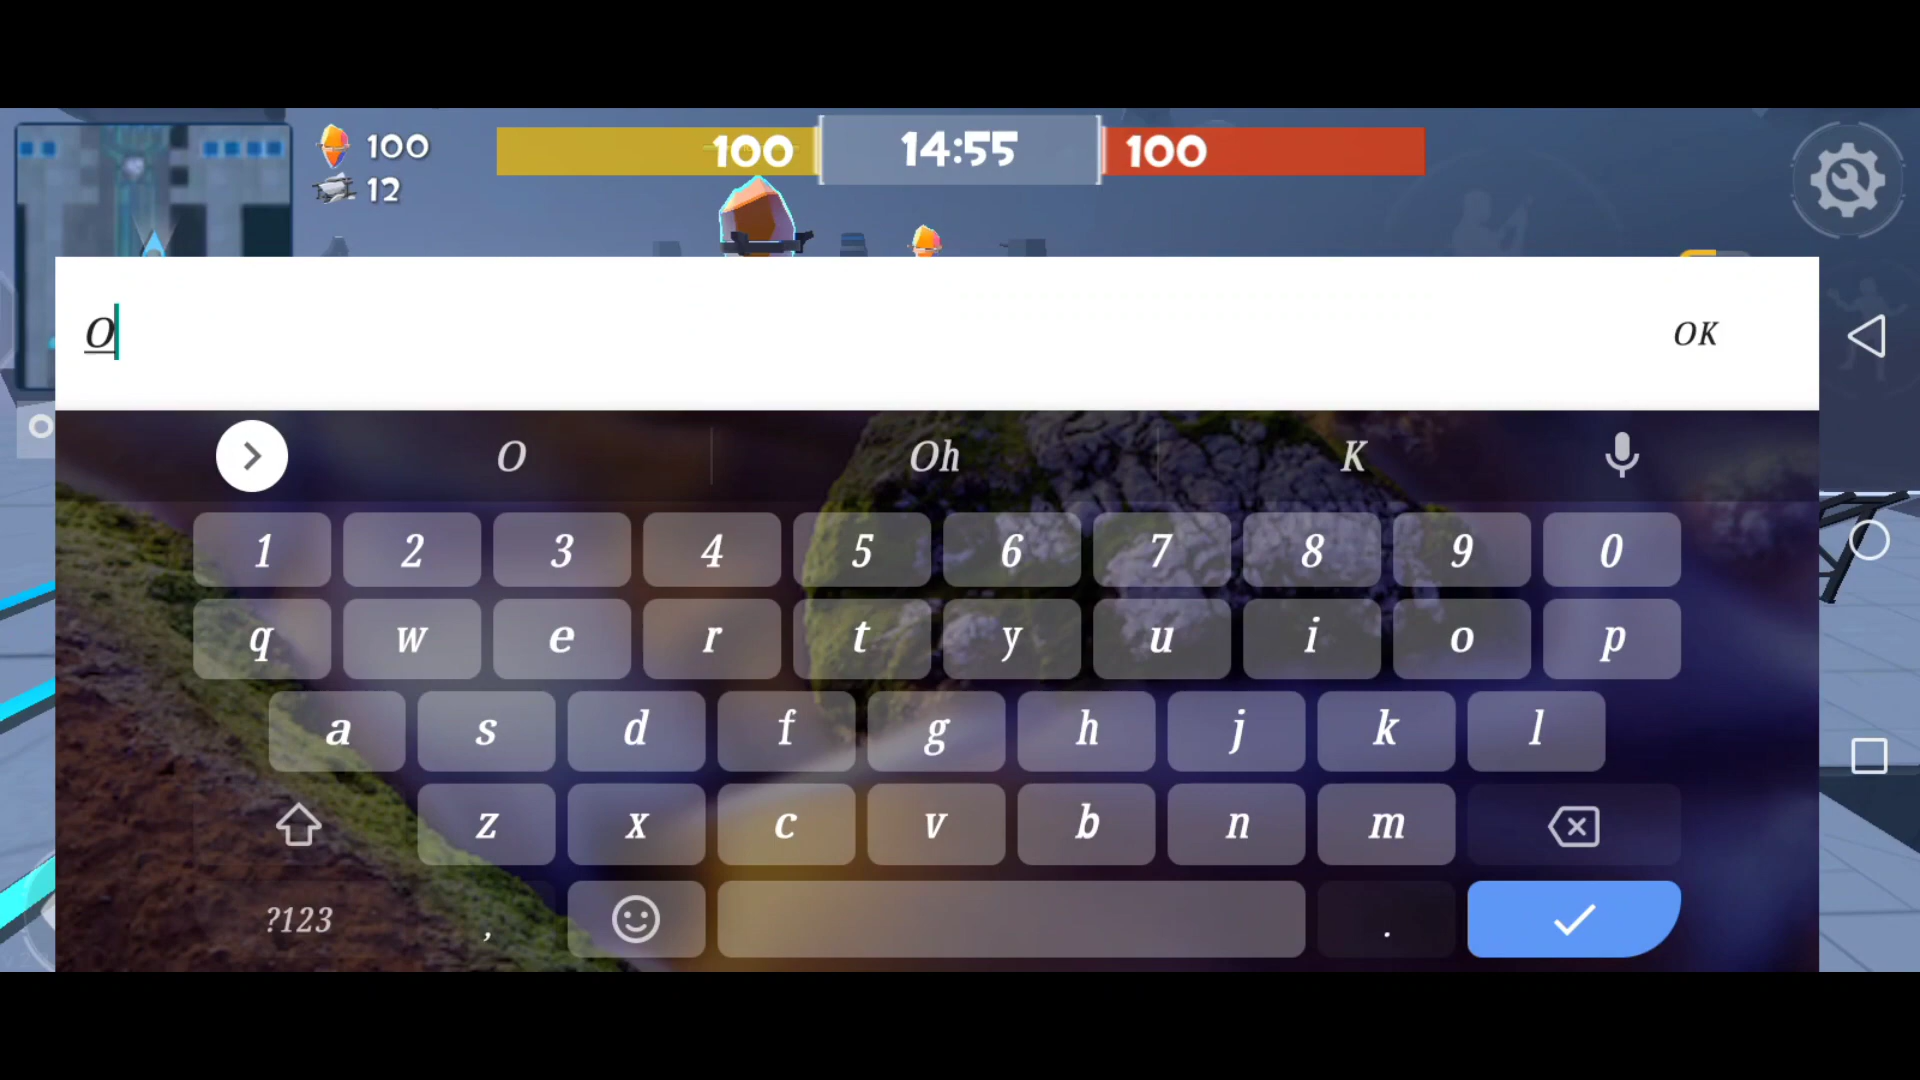 100
12
100 14:55 100
O
OK
O Oh K
1 2 3 4 5 6 7 8 9 0
q w e r t y u i o p
a s d f g h j k l
z x c v b n m
?123 , .